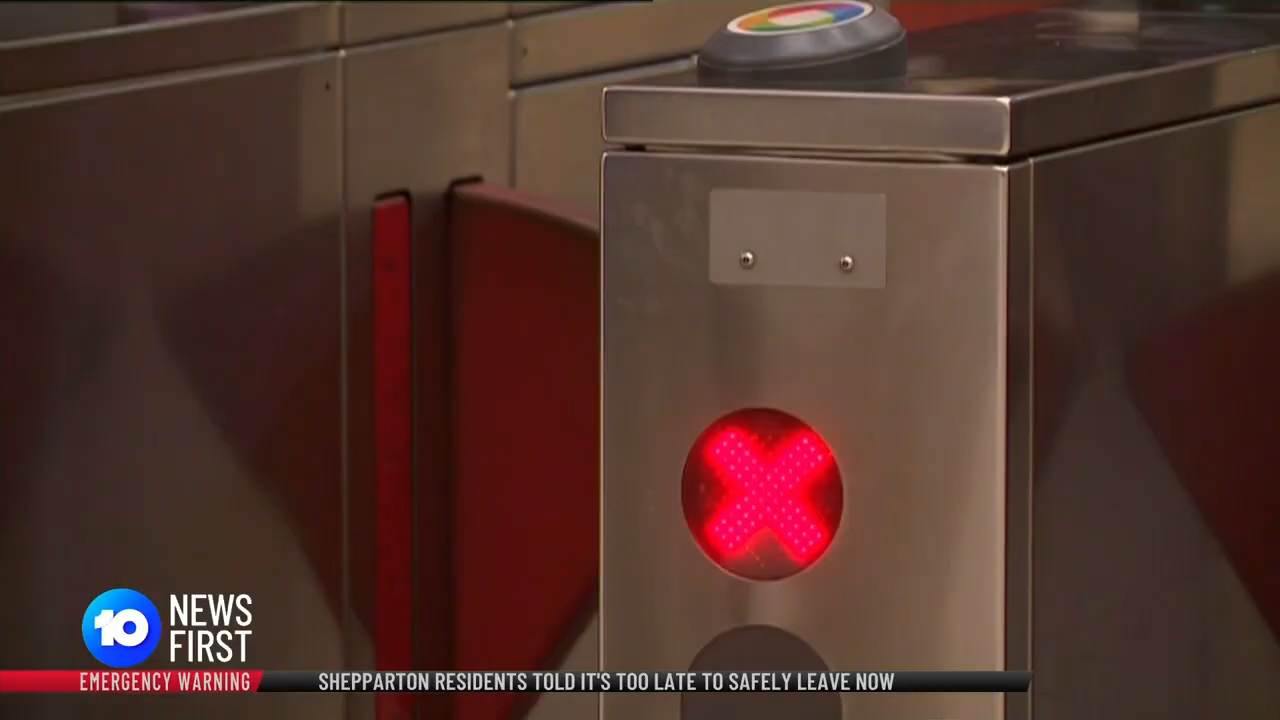 10
NEWS
FIRST
EMERGENCY WARNING
SHEPPARTON RESIDENTS TOLD IT'S TOO LATE TO SAFELY LEAVE NOW